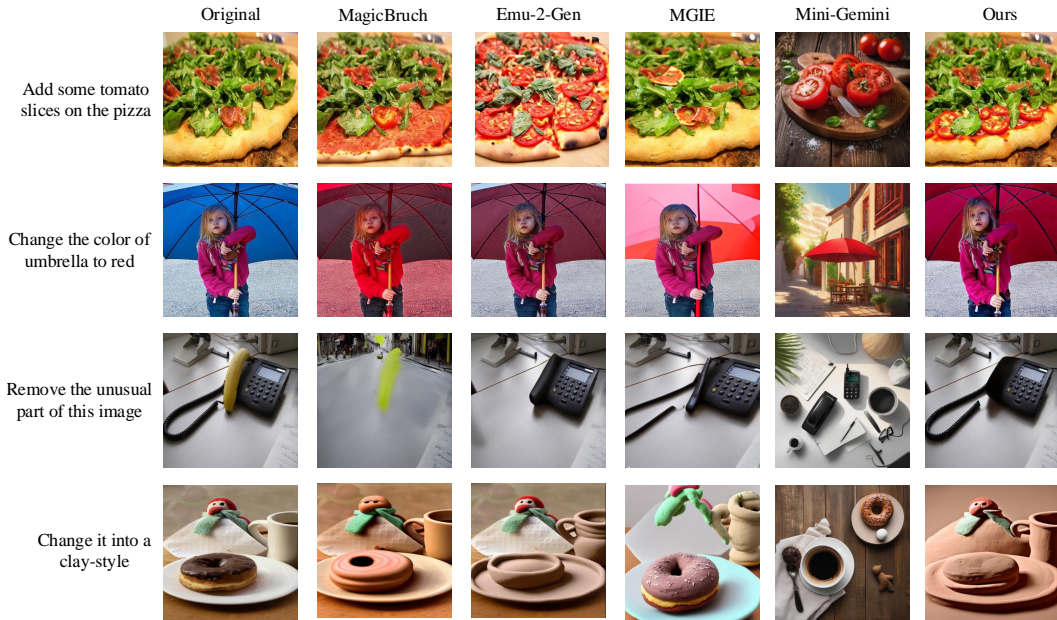 Original MagicBruch Emu-2-Gen MGIE Mini-Gemini Ours
Add some tomato
slices on the pizza
Change the color of
umbrella to red
Remove the unusual
part of this image
Change it into a
clay-style